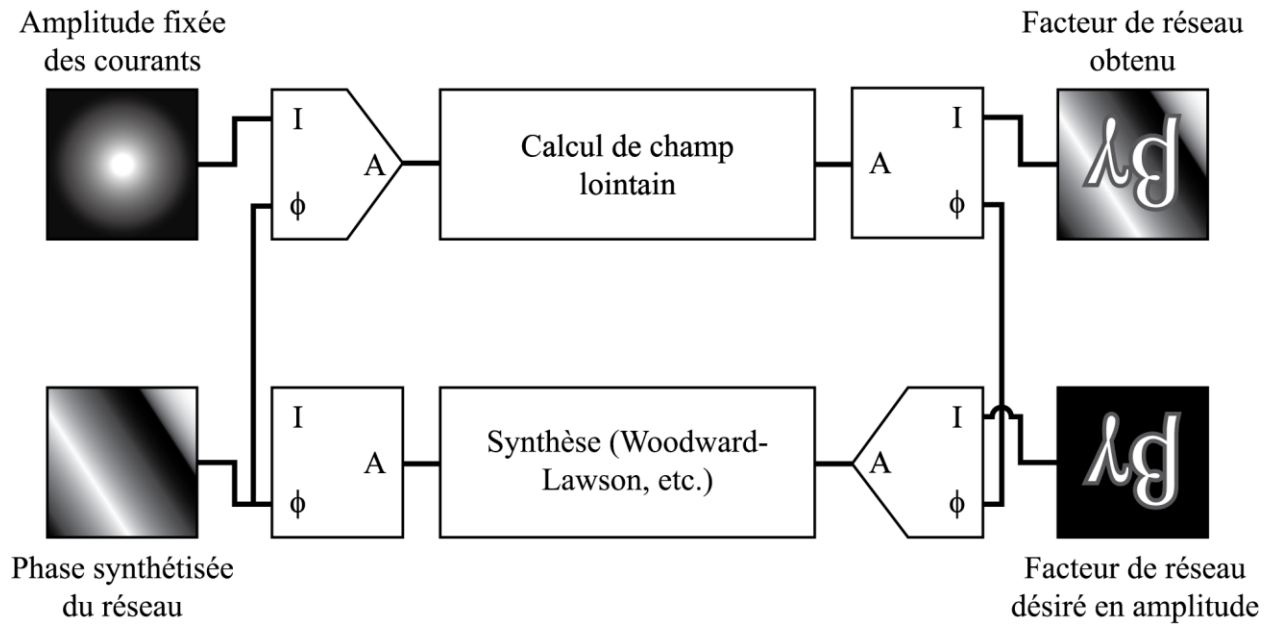 Amplitude fixée
des courants
Facteur de réseau
obtenu
I
A
ϕ
Calcul de champ
lointain
A
I
ϕ
I
A
ϕ
Synthèse (Woodward-
Lawson, etc.)
A
I
ϕ
Phase synthétisée
du réseau
Facteur de réseau
désiré en amplitude